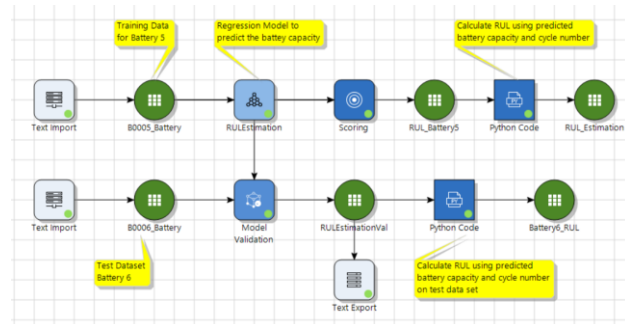 Training Data
for Battery 5
Regression Model to
predict the battey capacity
Calculate RUL using predicted
battery capacity and cycle number
Text Import
B0005_Battery
RULEstimation
Scoring
RUL_Battery5
Python Code
RUL_Estimation
Text Import
B0006_Battery
Model
Validation
RULEstimationVal
Python Code
Battery6_RUL
Test Dataset
Battery 6
Calculate RUL using predicted
battery capacity and cycle number
on test data set
Text Export